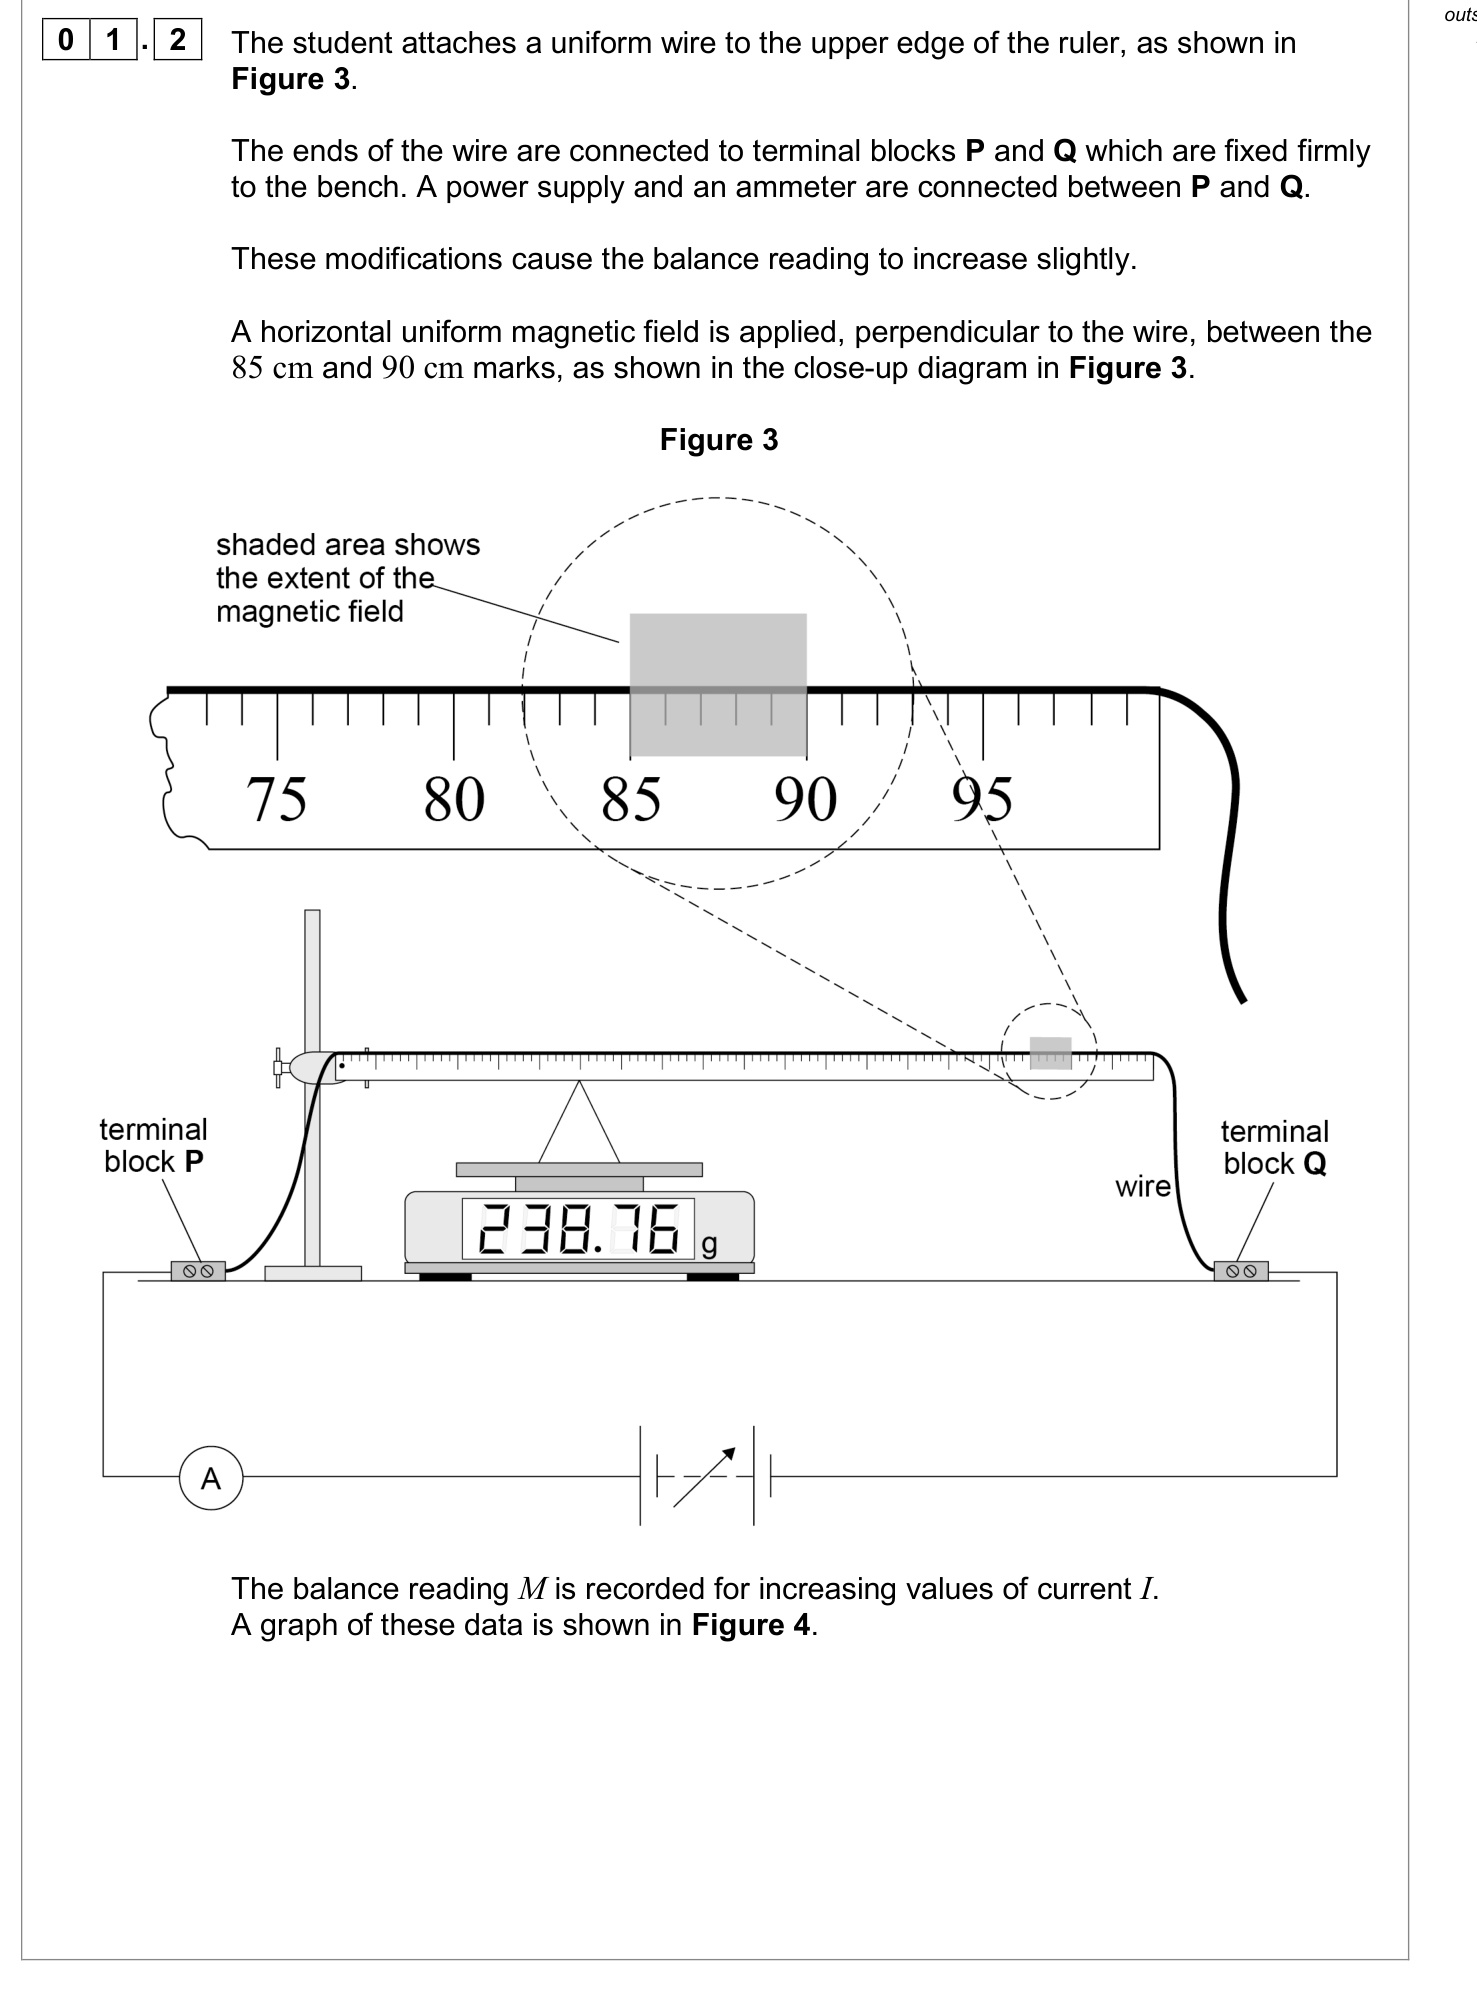 outs
0 1 . 2 The student attaches a uniform wire to the upper edge of the ruler, as shown in
Figure 3.
The ends of the wire are connected to terminal blocks P and Q which are fixed firmly
to the bench. A power supply and an ammeter are connected between P and Q.
These modifications cause the balance reading to increase slightly.
A horizontal uniform magnetic field is applied, perpendicular to the wire, between the
85 cm and 90 cm marks, as shown in the close-up diagram in Figure 3.
Figure 3
shaded area shows
the extent of the
magnetic field
75 80 85 90 95
terminal
block P
terminal
block Q
wire
238.76 g
A
The balance reading M is recorded for increasing values of current I.
A graph of these data is shown in Figure 4.